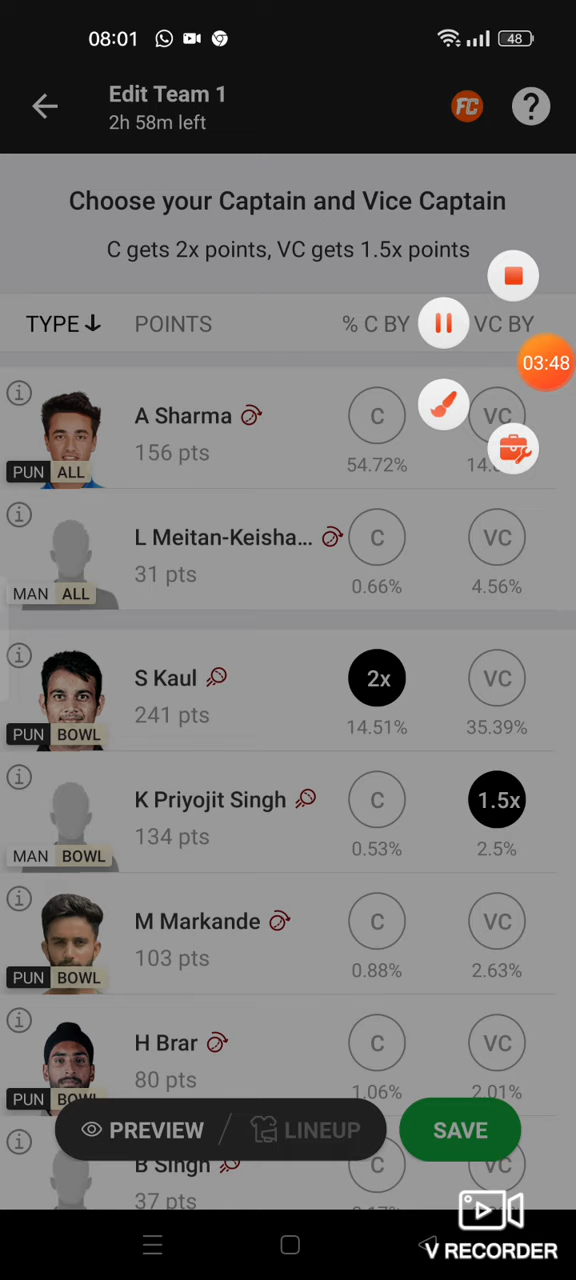 08:01
48
Edit Team 1
2h 58m left
FC
?
Choose your Captain and Vice Captain
C gets 2x points, VC gets 1.5x points
TYPE POINTS % C BY VC BY
03:48
A Sharma C VC
156 pts
PUN ALL 54.72%
L Meitan-Keisha... C VC
31 pts
MAN ALL 0.66% 4.56%
S Kaul 2x VC
241 pts
PUN BOWL 14.51% 35.39%
K Priyojit Singh C 1.5x
134 pts
MAN BOWL 0.53% 2.5%
M Markande C VC
103 pts
PUN BOWL 0.88% 2.63%
H Brar C VC
80 pts
PUN BOWL 1.06% 2.01%
PREVIEW / LINEUP SAVE
B Singh C VC
37 pts
V RECORDER